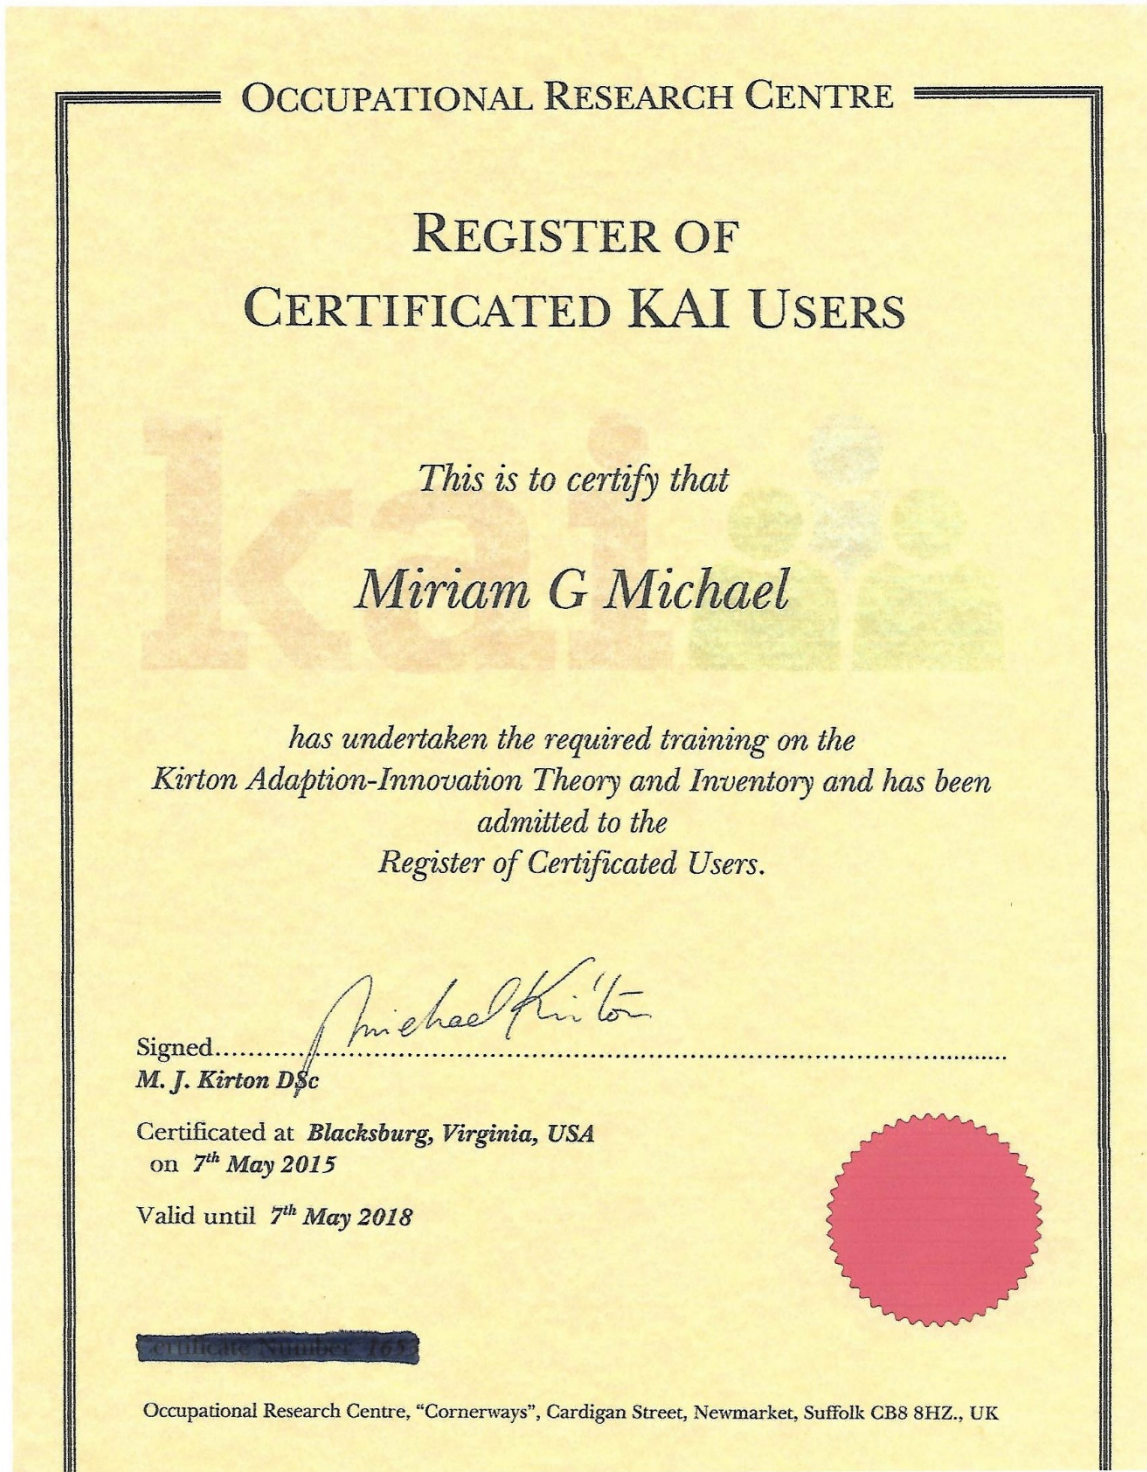 OCCUPATIONAL RESEARCH CENTRE
REGISTER OF
CERTIFICATED KAI USERS
kai
This is to certify that
Miriam G Michael
has undertaken the required training on the
Kirton Adaption-Innovation Theory and Inventory and has been
admitted to the
Register of Certificated Users.
Michael Kirton
Signed
M. J. Kirton DSc
Certificated at Blacksburg, Virginia, USA
on 7th May 2015
Valid until 7th May 2018
Occupational Research Centre, “Cornerways”, Cardigan Street, Newmarket, Suffolk CB8 8HZ., UK